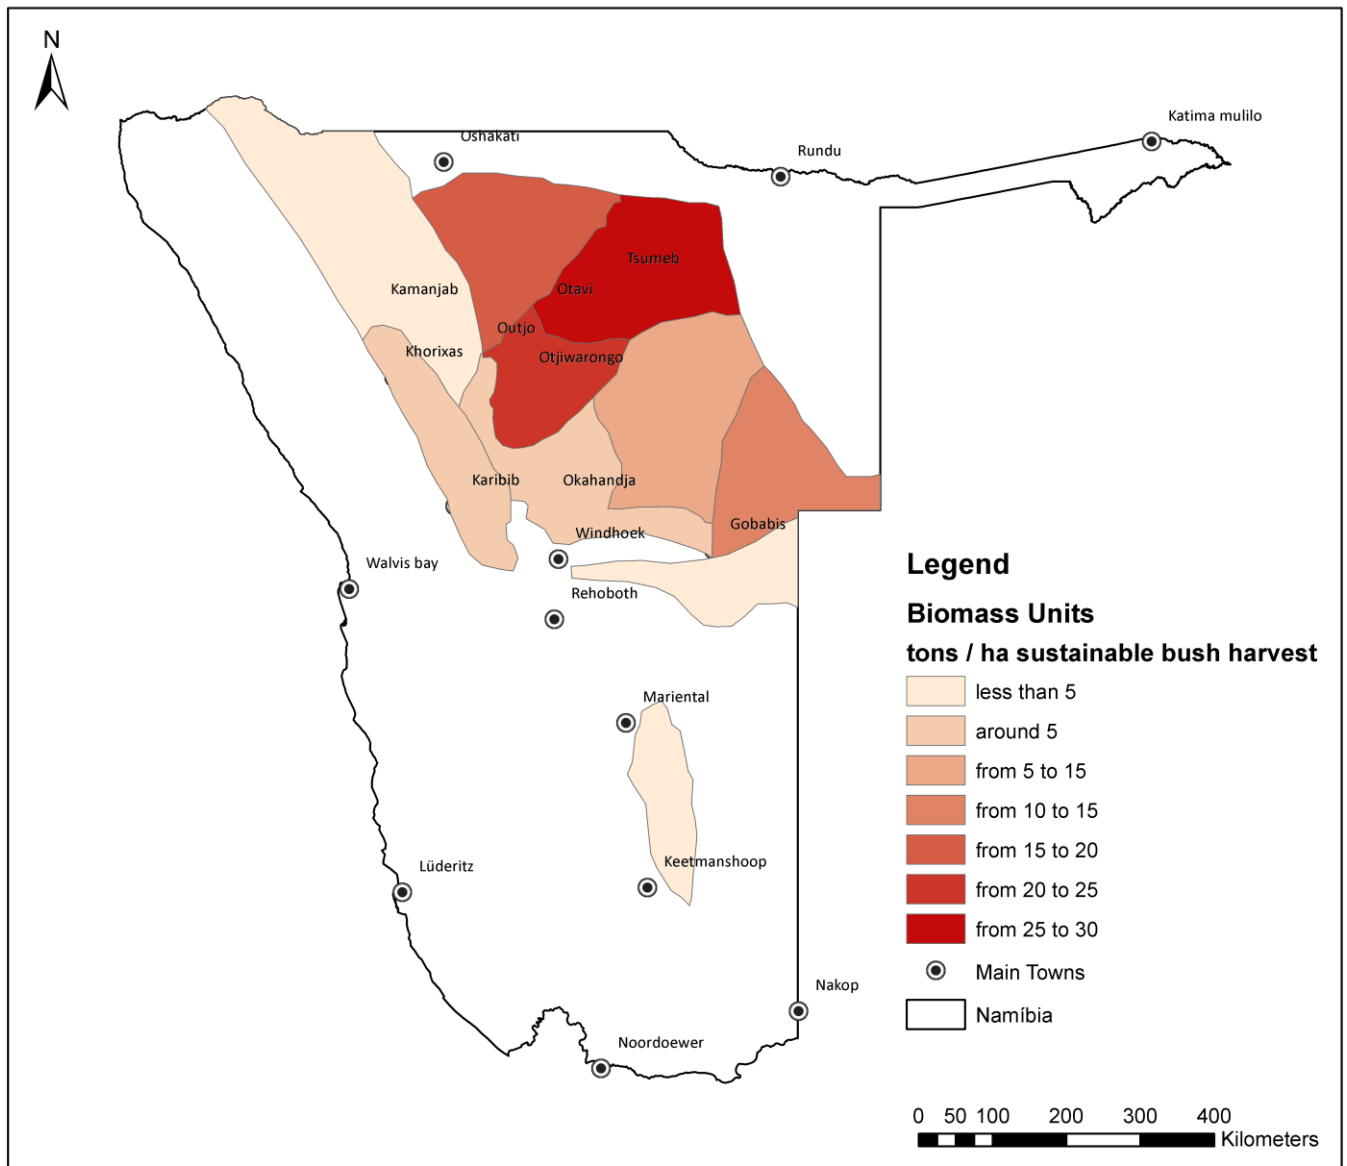 N
Katima mulilo
Oshakati
Rundu
Tsumeb
Kamanjab
Otavi
Outjo
Khorixas
Otjiwarongo
Karibib
Okahandja
Gobabis
Windhoek
Walvis bay
Rehoboth
Mariental
Keetmanshoop
Lüderitz
Nakop
Noordoewer
Legend
Biomass Units
tons / ha sustainable bush harvest
less than 5
around 5
from 5 to 15
from 10 to 15
from 15 to 20
from 20 to 25
from 25 to 30
Main Towns
Namíbia
0 50 100 200 300 400
Kilometers